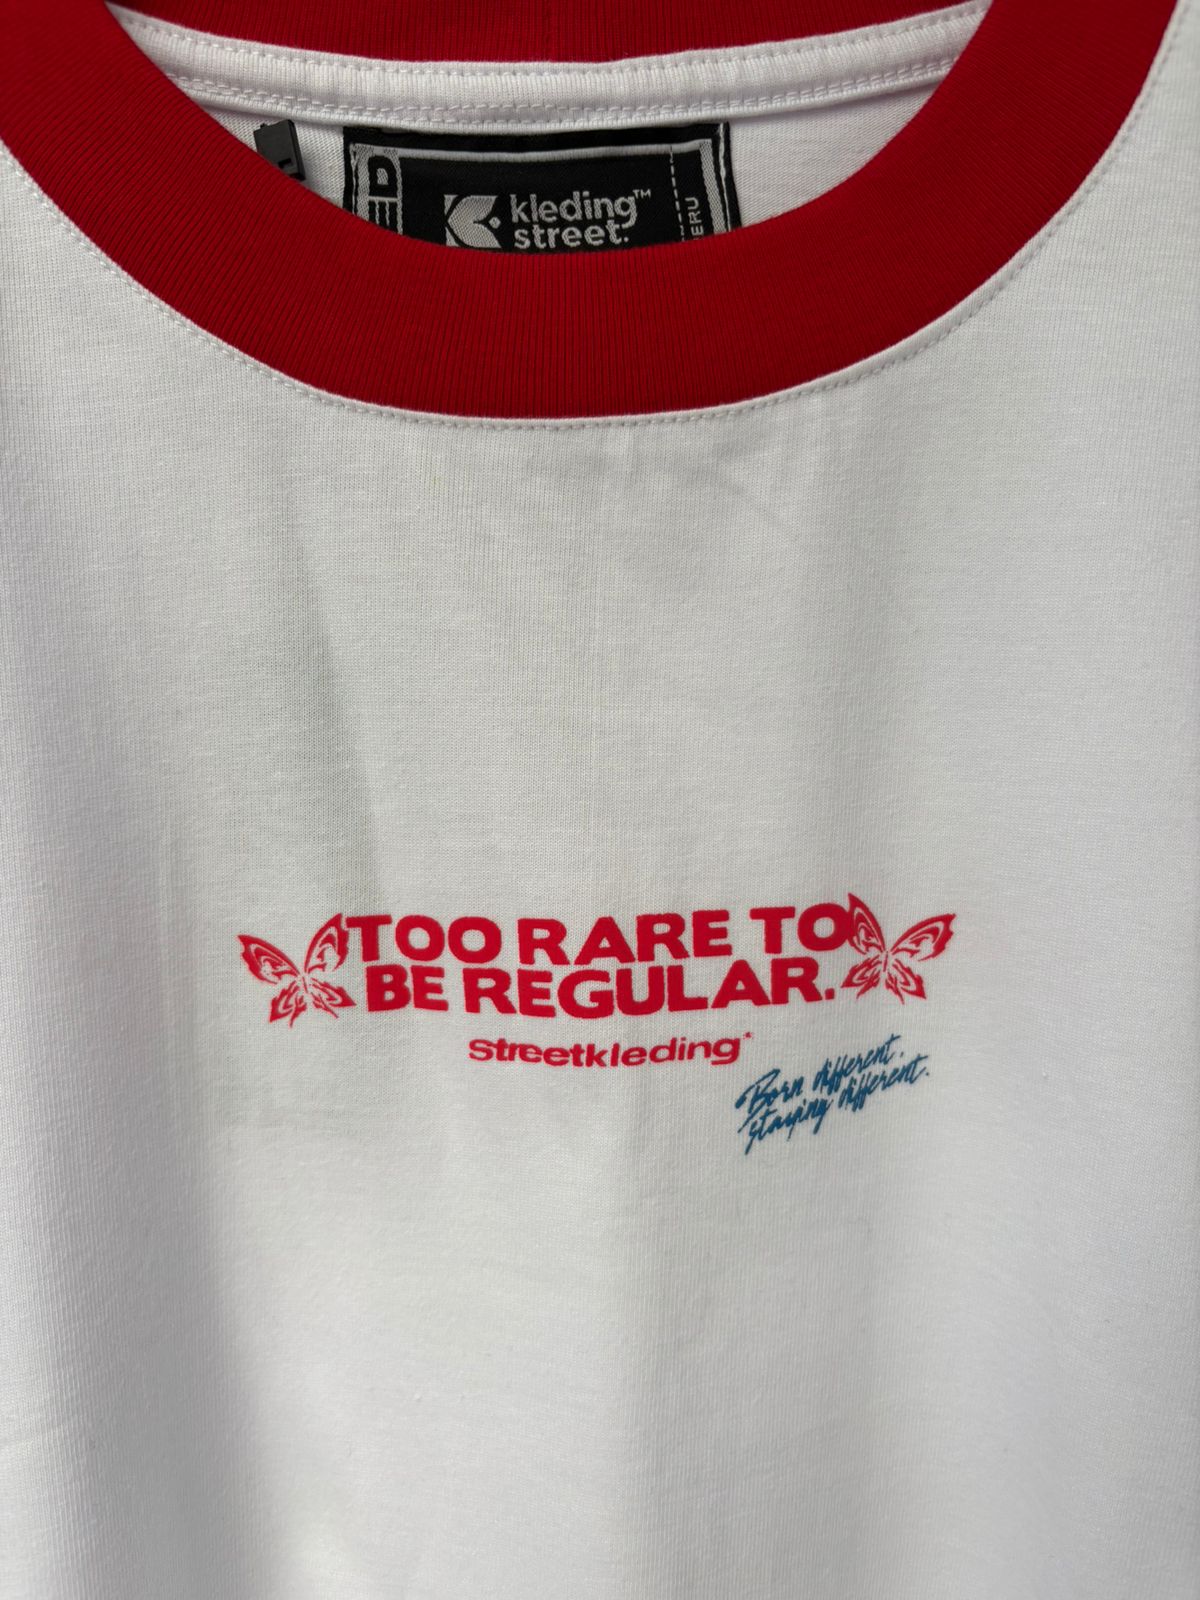 kleding™
street.
TOO RARE TO
BE REGULAR.
streetkleding*
Born different.
staying different.